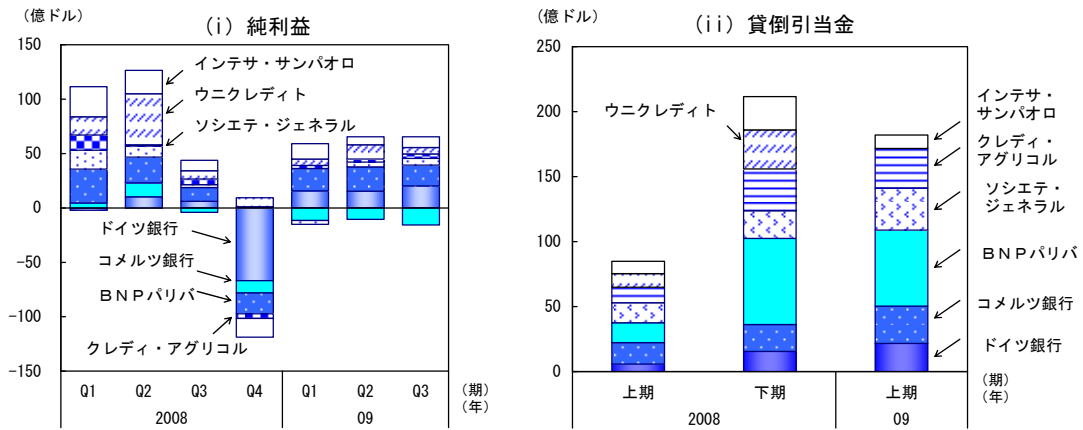 （億ドル）
（ⅰ）純利益
150
100
50
0
−50
−100
−150
インテサ・サンパオロ
ウニクレディト
ソシエテ・ジェネラル
ドイツ銀行
コメルツ銀行
ＢＮＰパリバ
クレディ・アグリコル
Q1 Q2 Q3 Q4 Q1 Q2 Q3 （期）
2008 09 （年）
（億ドル）
（ⅱ）貸倒引当金
250
200
150
100
50
0
ウニクレディト
インテサ・
サンパオロ
クレディ・
アグリコル
ソシエテ・
ジェネラル
ＢＮＰパリバ
コメルツ銀行
ドイツ銀行
上期 下期 上期 （期）
2008 09 （年）